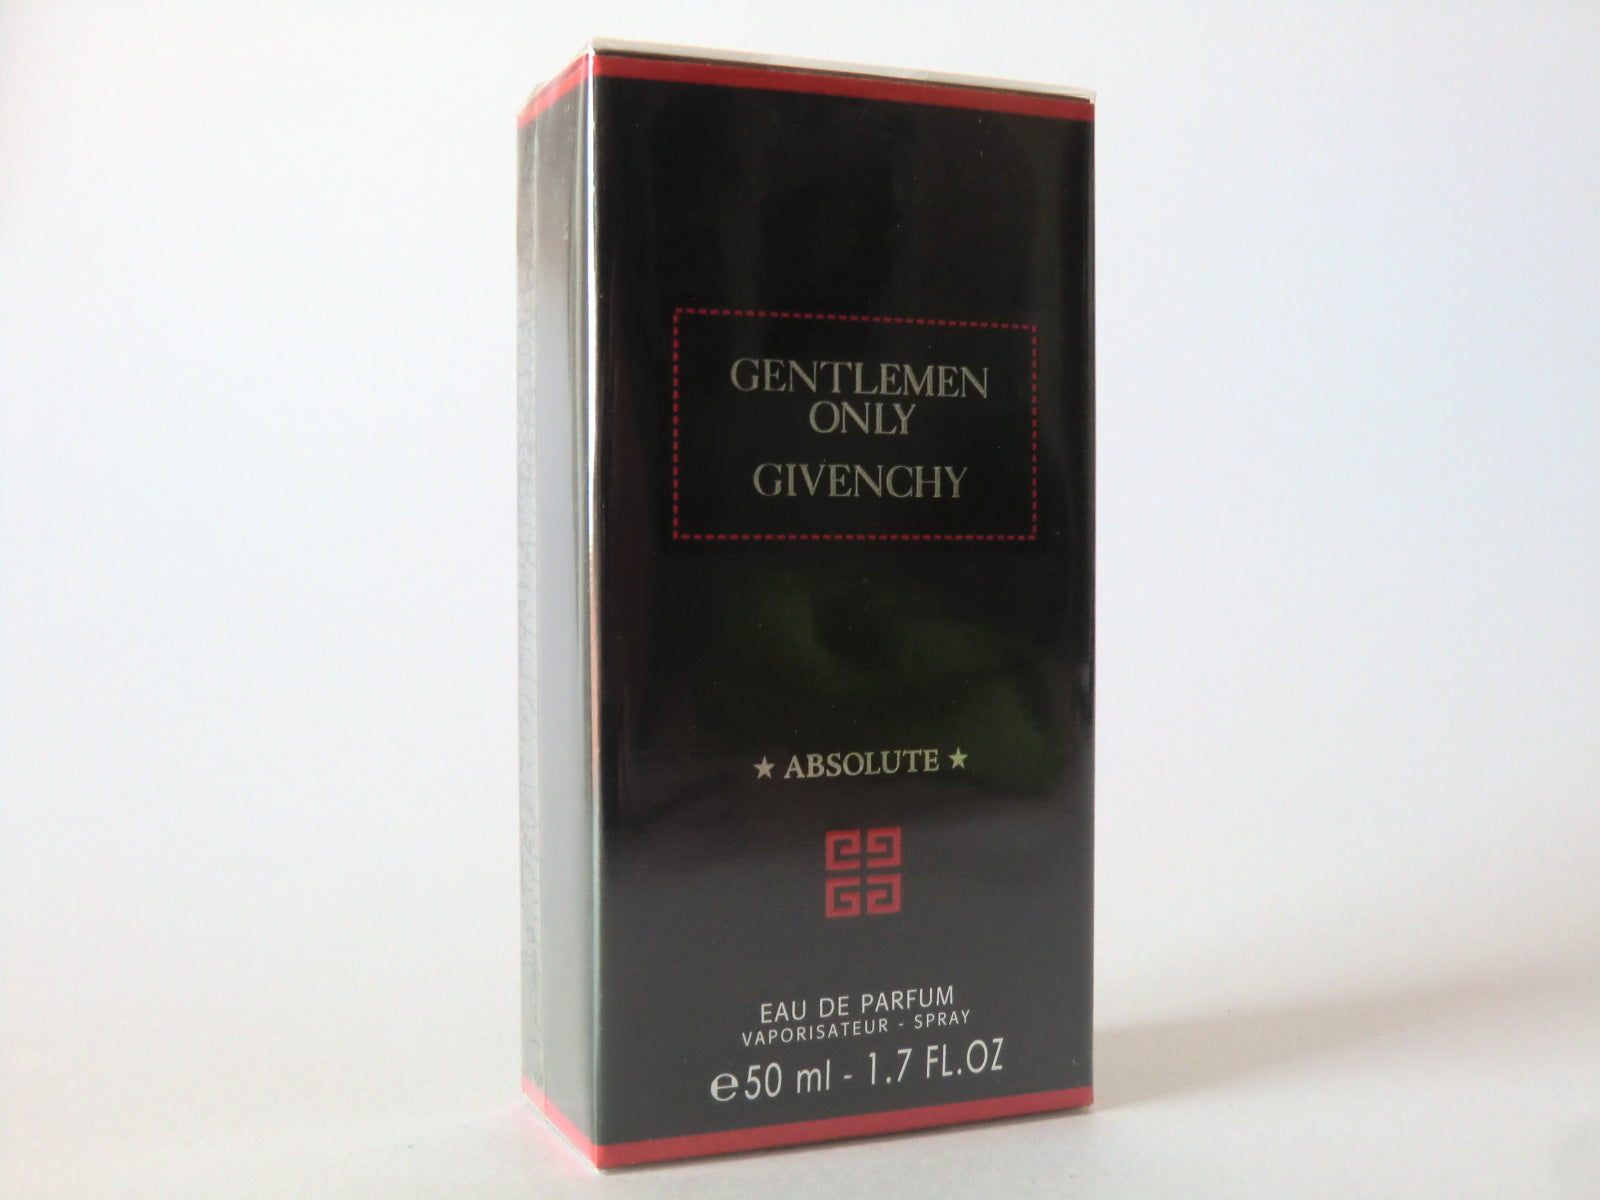 GENTLEMEN
ONLY
GIVENCHY
★ ABSOLUTE ★
EAU DE PARFUM
VAPORISATEUR - SPRAY
℮50 ml - 1.7 FL.OZ